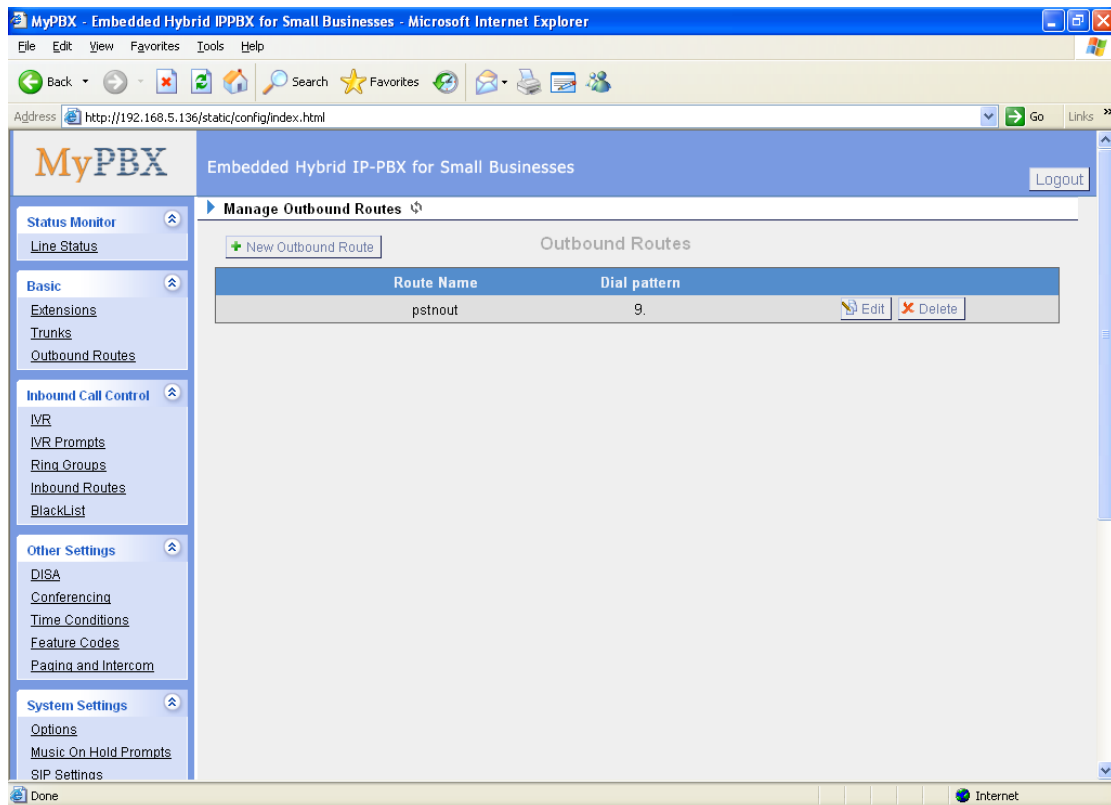 MyPBX - Embedded Hybrid IPPBX for Small Businesses - Microsoft Internet Explorer
File Edit View Favorites Tools Help
Back Search Favorites
Address http://192.168.5.136/static/config/index.html Go Links »
MyPBX Embedded Hybrid IP-PBX for Small Businesses
Logout
Status Monitor
Line Status
Basic
Extensions
Trunks
Outbound Routes
Inbound Call Control
IVR
IVR Prompts
Ring Groups
Inbound Routes
BlackList
Other Settings
DISA
Conferencing
Time Conditions
Feature Codes
Paging and Intercom
System Settings
Options
Music On Hold Prompts
SIP Settings
Manage Outbound Routes
New Outbound Route Outbound Routes
Route Name Dial pattern
pstnout 9. Edit Delete
Done Internet